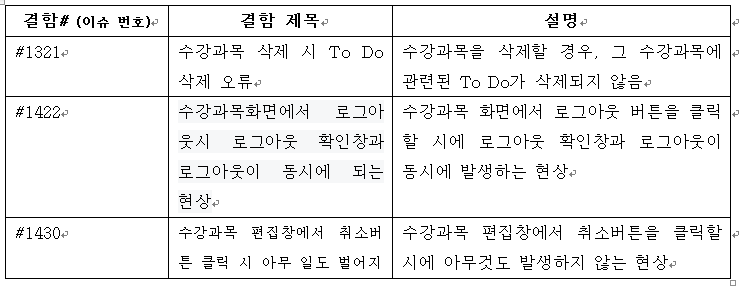 결함# (이슈 번호) 결함 제목 설명
#1321 수강과목 삭제 시 To Do 수강과목을 삭제할 경우, 그 수강과목에
삭제 오류 관련된 To Do가 삭제되지 않음
#1422 수강과목화면에서 로그아 수강과목 화면에서 로그아웃 버튼을 클릭
웃시 로그아웃 확인창과 할 시에 로그아웃 확인창과 로그아웃이
로그아웃이 동시에 되는 동시에 발생하는 현상
현상
#1430 수강과목 편집창에서 취소버 수강과목 편집창에서 취소버튼을 클릭할
튼 클릭 시 아무 일도 벌어지 시에 아무것도 발생하지 않는 현상